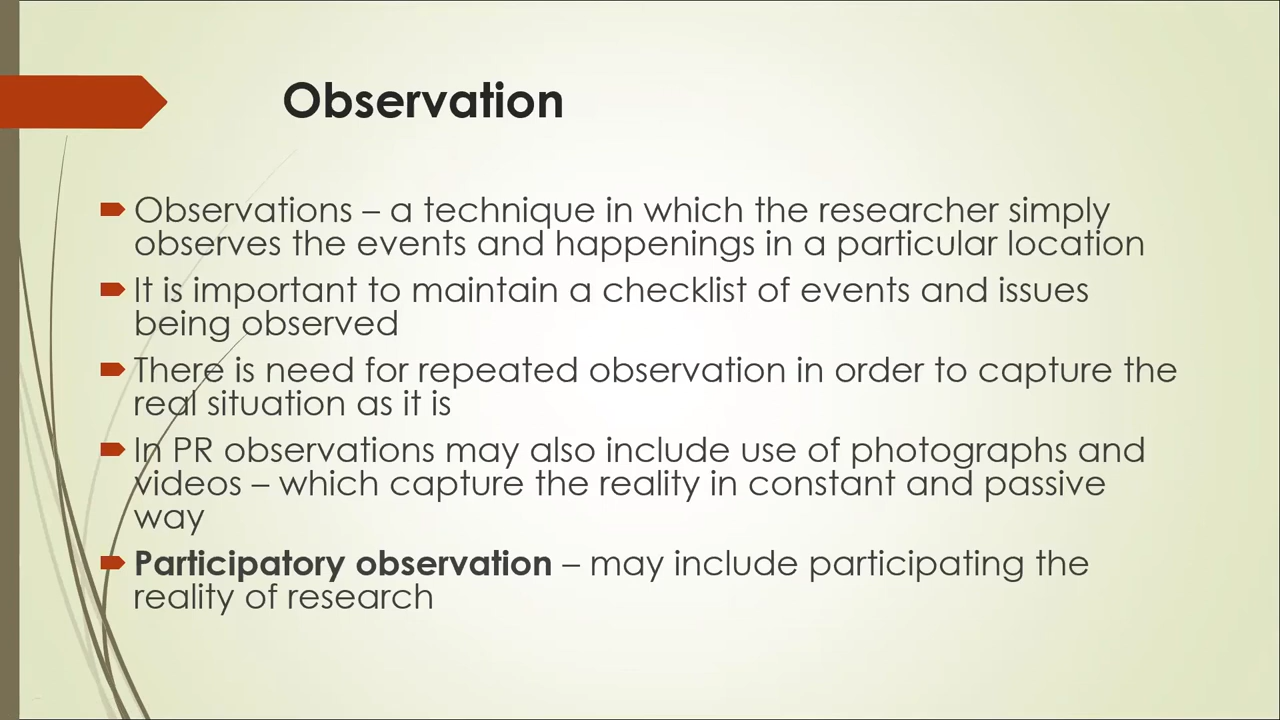 Observation
Observations – a technique in which the researcher simply
observes the events and happenings in a particular location
It is important to maintain a checklist of events and issues
being observed
There is need for repeated observation in order to capture the
real situation as it is
In PR observations may also include use of photographs and
videos – which capture the reality in constant and passive
way
Participatory observation – may include participating the
reality of research